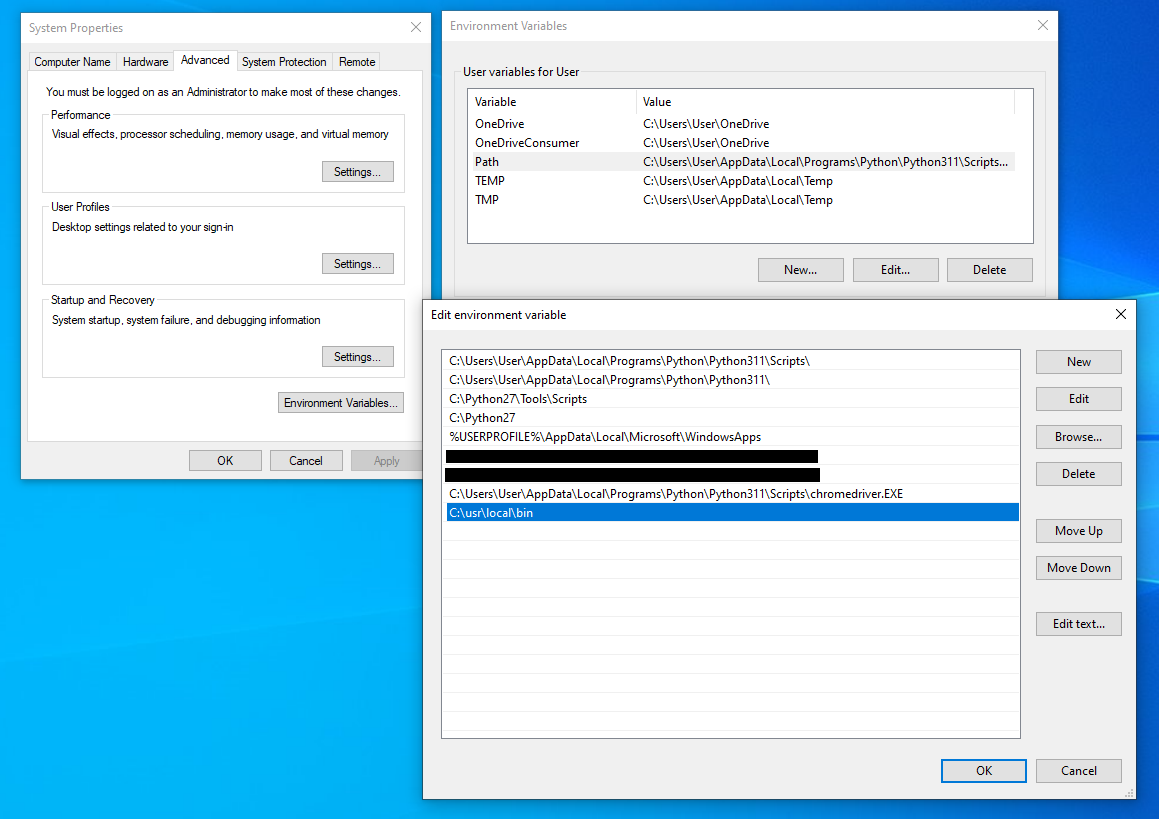 System Properties
Computer Name
Hardware
Advanced
System Protection
Remote
You must be logged on as an Administrator to make most of these changes.
Performance
Visual effects, processor scheduling, memory usage, and virtual memory
Settings...
User Profiles
Desktop settings related to your sign-in
Settings...
Startup and Recovery
System startup, system failure, and debugging information
Settings...
Environment Variables...
OK
Cancel
Apply
Environment Variables
User variables for User
Variable Value
OneDrive C:\Users\User\OneDrive
OneDriveConsumer C:\Users\User\OneDrive
Path C:\Users\User\AppData\Local\Programs\Python\Python311\Scripts...
TEMP C:\Users\User\AppData\Local\Temp
TMP C:\Users\User\AppData\Local\Temp
New...
Edit...
Delete
Edit environment variable
C:\Users\User\AppData\Local\Programs\Python\Python311\Scripts\
C:\Users\User\AppData\Local\Programs\Python\Python311\
C:\Python27\Tools\Scripts
C:\Python27
%USERPROFILE%\AppData\Local\Microsoft\WindowsApps
C:\Users\User\AppData\Local\Programs\Python\Python311\Scripts\chromedriver.EXE
C:\usr\local\bin
New
Edit
Browse...
Delete
Move Up
Move Down
Edit text...
OK
Cancel